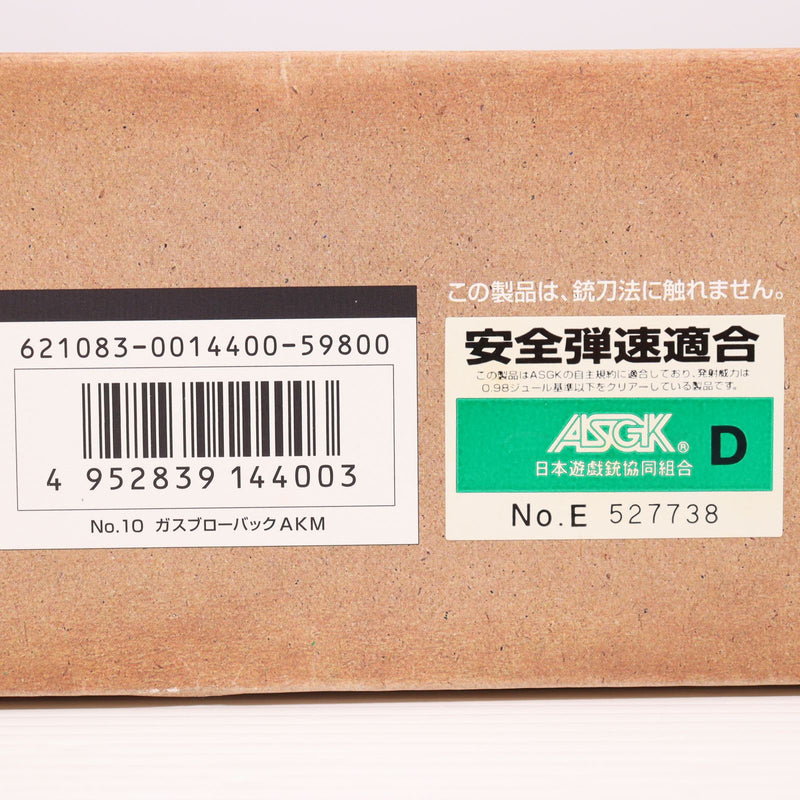 621083-0014400-59800
4 952839 144003
No.10 ガスブローバックAKM
この製品は、銃刀法に触れません。
安全弾速適合
この製品はASGKの自主規約に適合しており、発射威力は
0.98ジュール基準以下をクリアーしている製品です。
ASGK® D
日本遊戯銃協同組合
No.E 527738